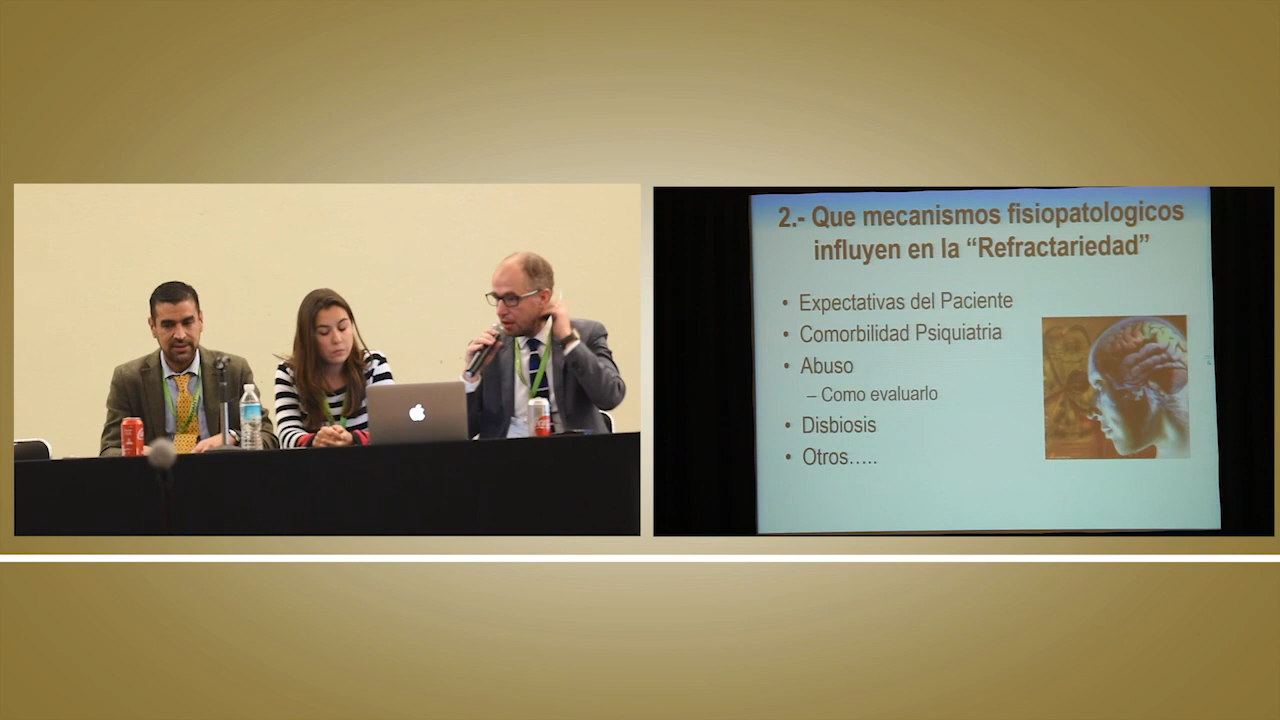 2.- Que mecanismos fisiopatologicos
influyen en la “Refractariedad”
• Expectativas del Paciente
• Comorbilidad Psiquiatria
• Abuso
– Como evaluarlo
• Disbiosis
• Otros…..